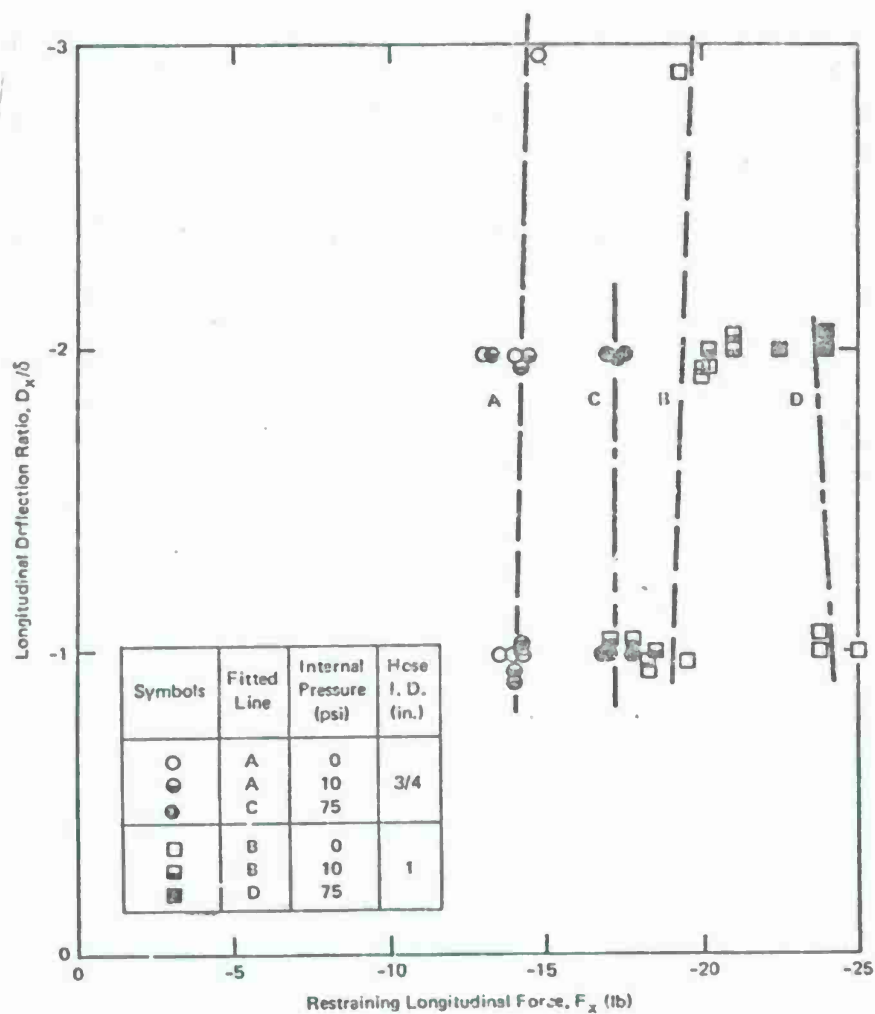 -3
-2
-1
0
Longitudinal Deflection Ratio, Dₓ/δ
A
C
B
D
Symbols Fitted Line Internal Pressure (psi) Hose I. D. (in.)
A 0
A 10 3/4
C 75
B 0
B 10 1
D 75
0 -5 -10 -15 -20 -25
Restraining Longitudinal Force, Fₓ (lb)